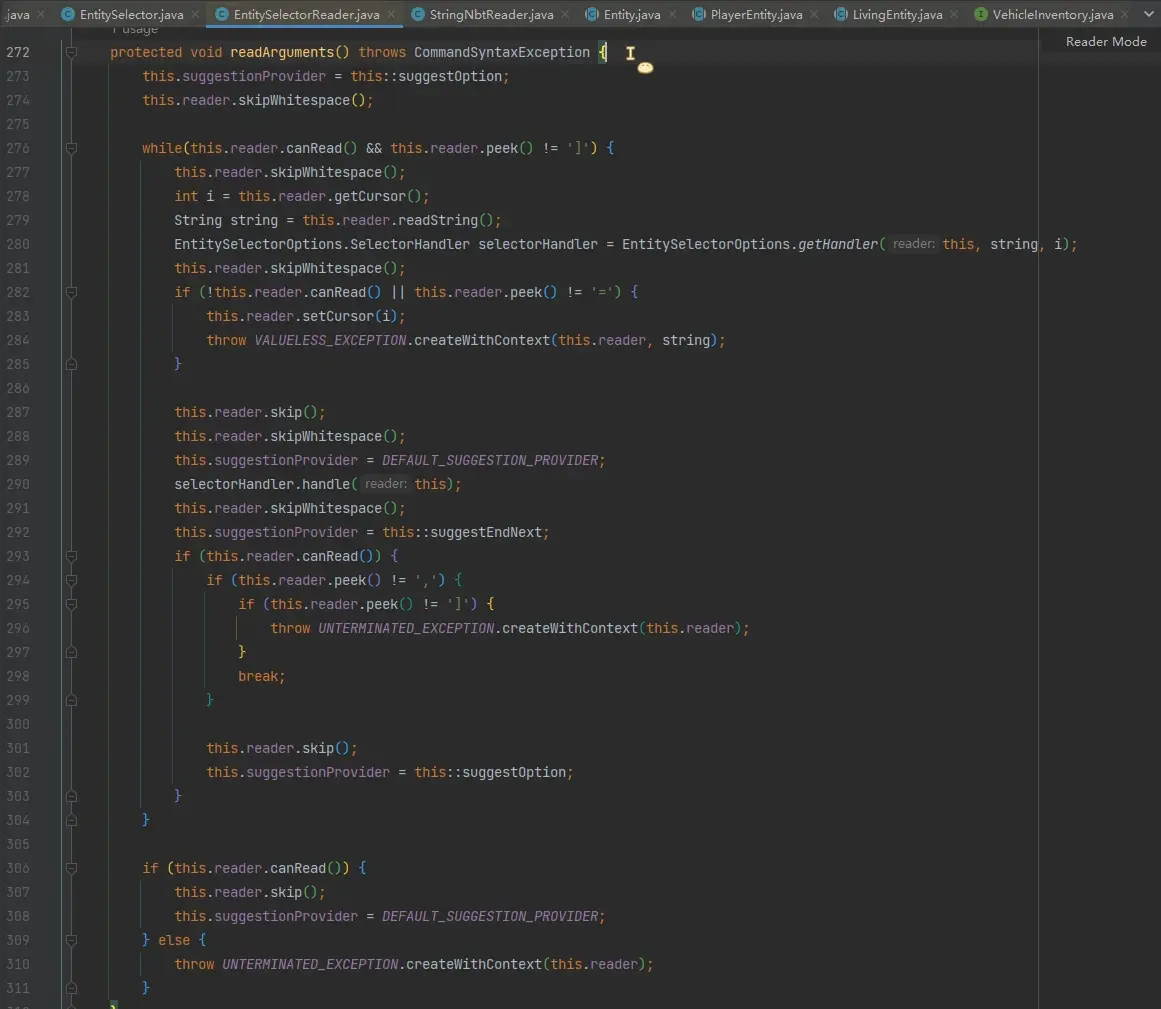 .java EntitySelector.java EntitySelectorReader.java StringNbtReader.java Entity.java PlayerEntity.java LivingEntity.java VehicleInventory.java
1 usage
Reader Mode
272 protected void readArguments() throws CommandSyntaxException {
273 this.suggestionProvider = this::suggestOption;
274 this.reader.skipWhitespace();
275
276 while(this.reader.canRead() && this.reader.peek() != ']') {
277 this.reader.skipWhitespace();
278 int i = this.reader.getCursor();
279 String string = this.reader.readString();
280 EntitySelectorOptions.SelectorHandler selectorHandler = EntitySelectorOptions.getHandler( reader: this, string, i);
281 this.reader.skipWhitespace();
282 if (!this.reader.canRead() || this.reader.peek() != '=') {
283 this.reader.setCursor(i);
284 throw VALUELESS_EXCEPTION.createWithContext(this.reader, string);
285 }
286
287 this.reader.skip();
288 this.reader.skipWhitespace();
289 this.suggestionProvider = DEFAULT_SUGGESTION_PROVIDER;
290 selectorHandler.handle( reader: this);
291 this.reader.skipWhitespace();
292 this.suggestionProvider = this::suggestEndNext;
293 if (this.reader.canRead()) {
294 if (this.reader.peek() != ',') {
295 if (this.reader.peek() != ']') {
296 throw UNTERMINATED_EXCEPTION.createWithContext(this.reader);
297 }
298 break;
299 }
300
301 this.reader.skip();
302 this.suggestionProvider = this::suggestOption;
303 }
304 }
305
306 if (this.reader.canRead()) {
307 this.reader.skip();
308 this.suggestionProvider = DEFAULT_SUGGESTION_PROVIDER;
309 } else {
310 throw UNTERMINATED_EXCEPTION.createWithContext(this.reader);
311 }